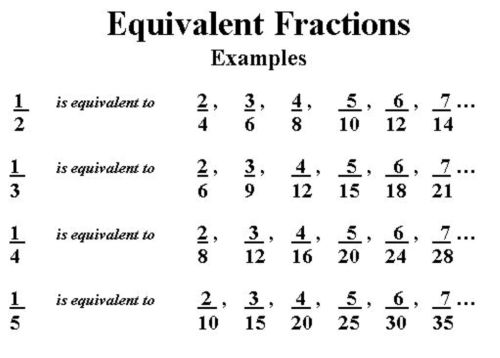 Equivalent Fractions
Examples
1/2 is equivalent to 2/4, 3/6, 4/8, 5/10, 6/12, 7/14...
1/3 is equivalent to 2/6, 3/9, 4/12, 5/15, 6/18, 7/21...
1/4 is equivalent to 2/8, 3/12, 4/16, 5/20, 6/24, 7/28...
1/5 is equivalent to 2/10, 3/15, 4/20, 5/25, 6/30, 7/35...